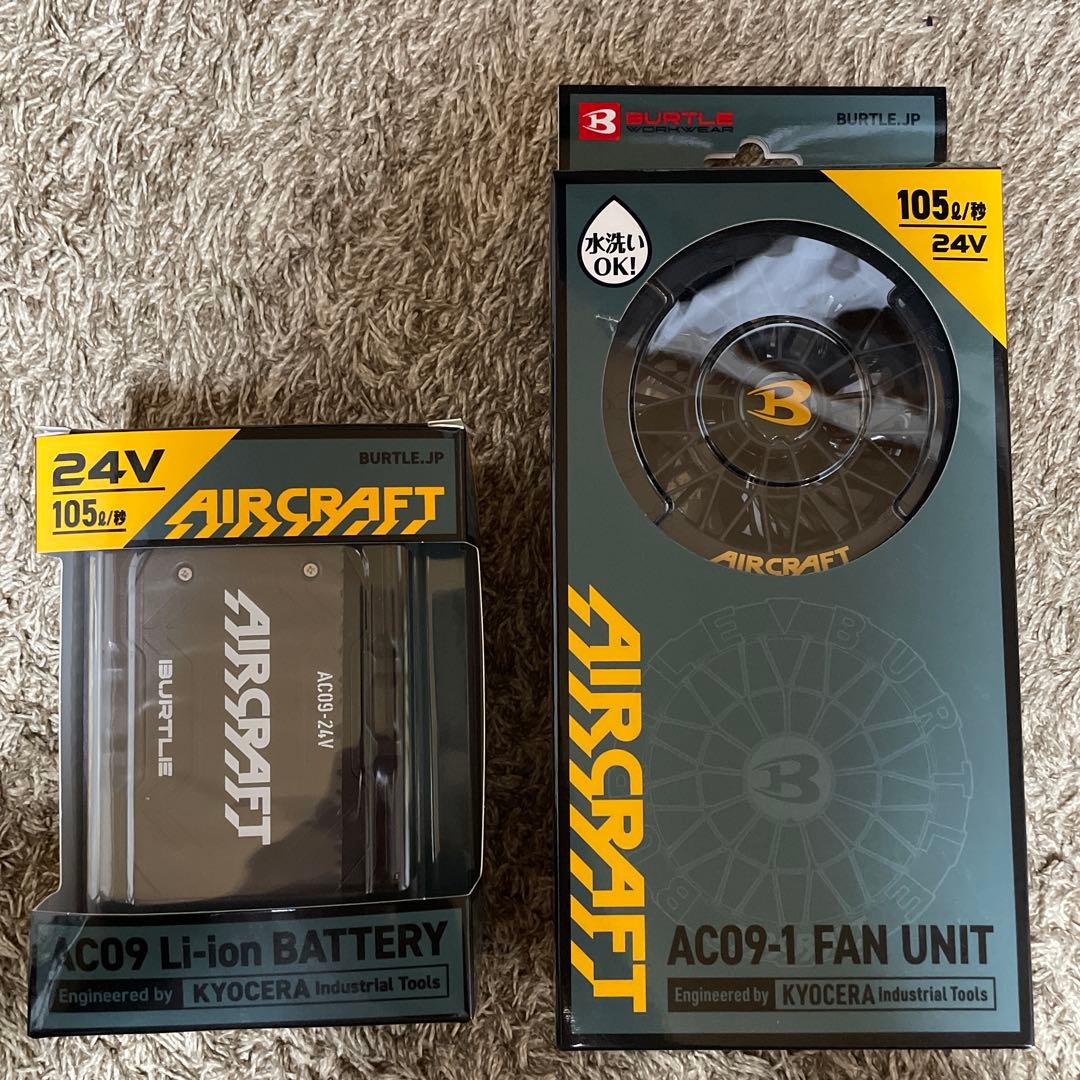 24V
105ℓ/秒
BURTLE.JP
AIRCRAFT
AIRCRAFT
BURTLE
AC09-24V
AC09 Li-ion BATTERY
Engineered by KYOCERA Industrial Tools
B BURTLE
WORKWEAR
BURTLE.JP
105ℓ/秒
24V
水洗い
OK!
B
AIRCRAFT
AIRCRAFT
BURTLE
B
AC09-1 FAN UNIT
Engineered by KYOCERA Industrial Tools